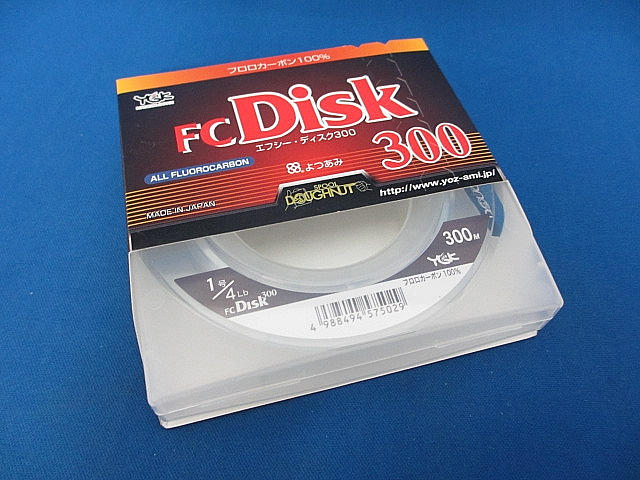 フロロカーボン100%
YGK
FC Disk
エフシー・ディスク300
300
ALL FLUOROCARBON
よつあみ
SPOOL
DOUGHNUT
http://www.yoz-ami.jp/
MADE IN JAPAN
300M
YGK
フロロカーボン100%
1号/4Lb
FC Disk 300
4 988494 575029